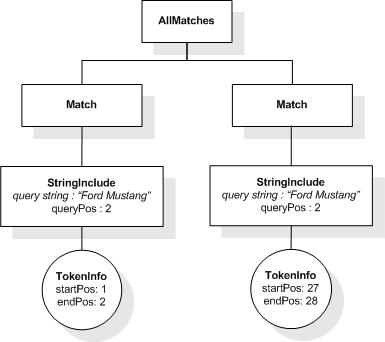 AllMatches
Match
Match
StringInclude
query string : "Ford Mustang"
queryPos : 2
StringInclude
query string : "Ford Mustang"
queryPos : 2
TokenInfo
startPos: 1
endPos: 2
TokenInfo
startPos: 27
endPos: 28